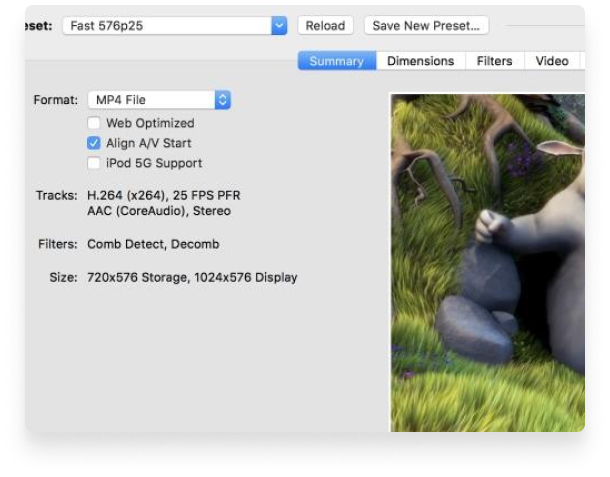 eset: Fast 576p25 Reload Save New Preset...
Summary Dimensions Filters Video
Format: MP4 File
Web Optimized
Align A/V Start
iPod 5G Support
Tracks: H.264 (x264), 25 FPS PFR
AAC (CoreAudio), Stereo
Filters: Comb Detect, Decomb
Size: 720x576 Storage, 1024x576 Display